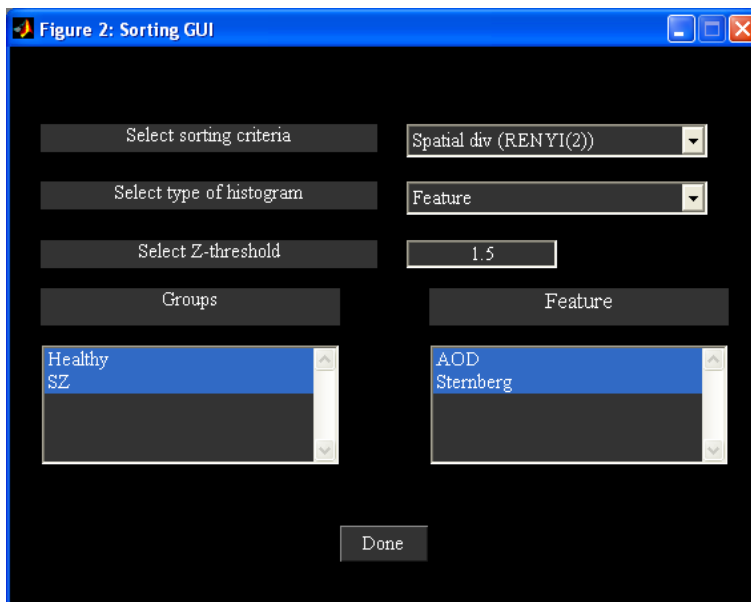 Figure 2: Sorting GUI
Select sorting criteria
Spatial div (RENYI(2))
Select type of histogram
Feature
Select Z-threshold
1.5
Groups
Feature
Healthy
SZ
AOD
Sternberg
Done